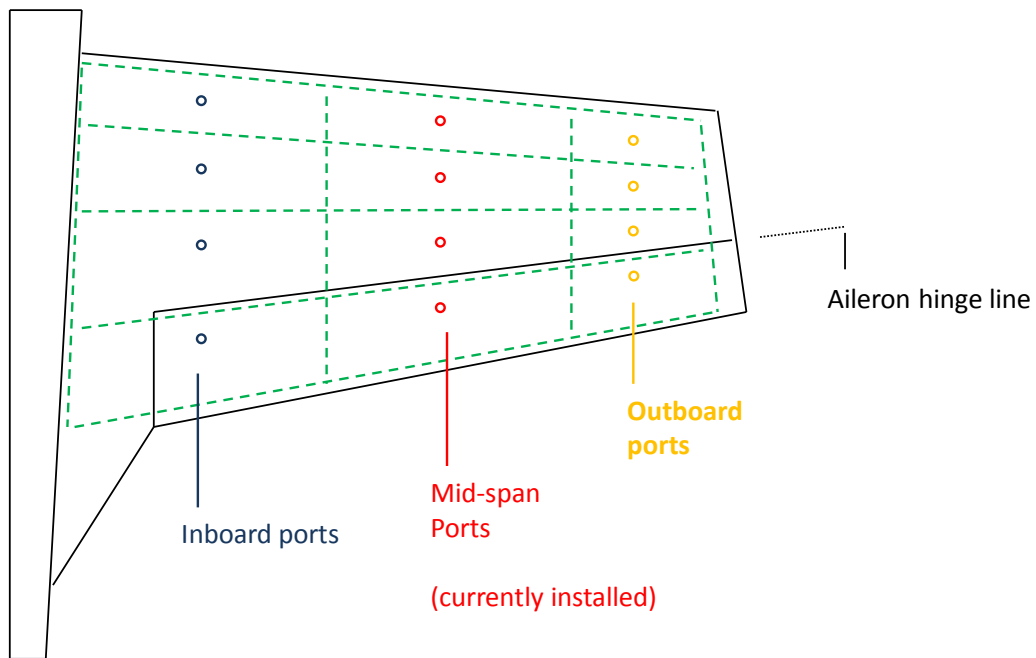 Aileron hinge line
Outboard
ports
Mid-span
Ports
Inboard ports
(currently installed)